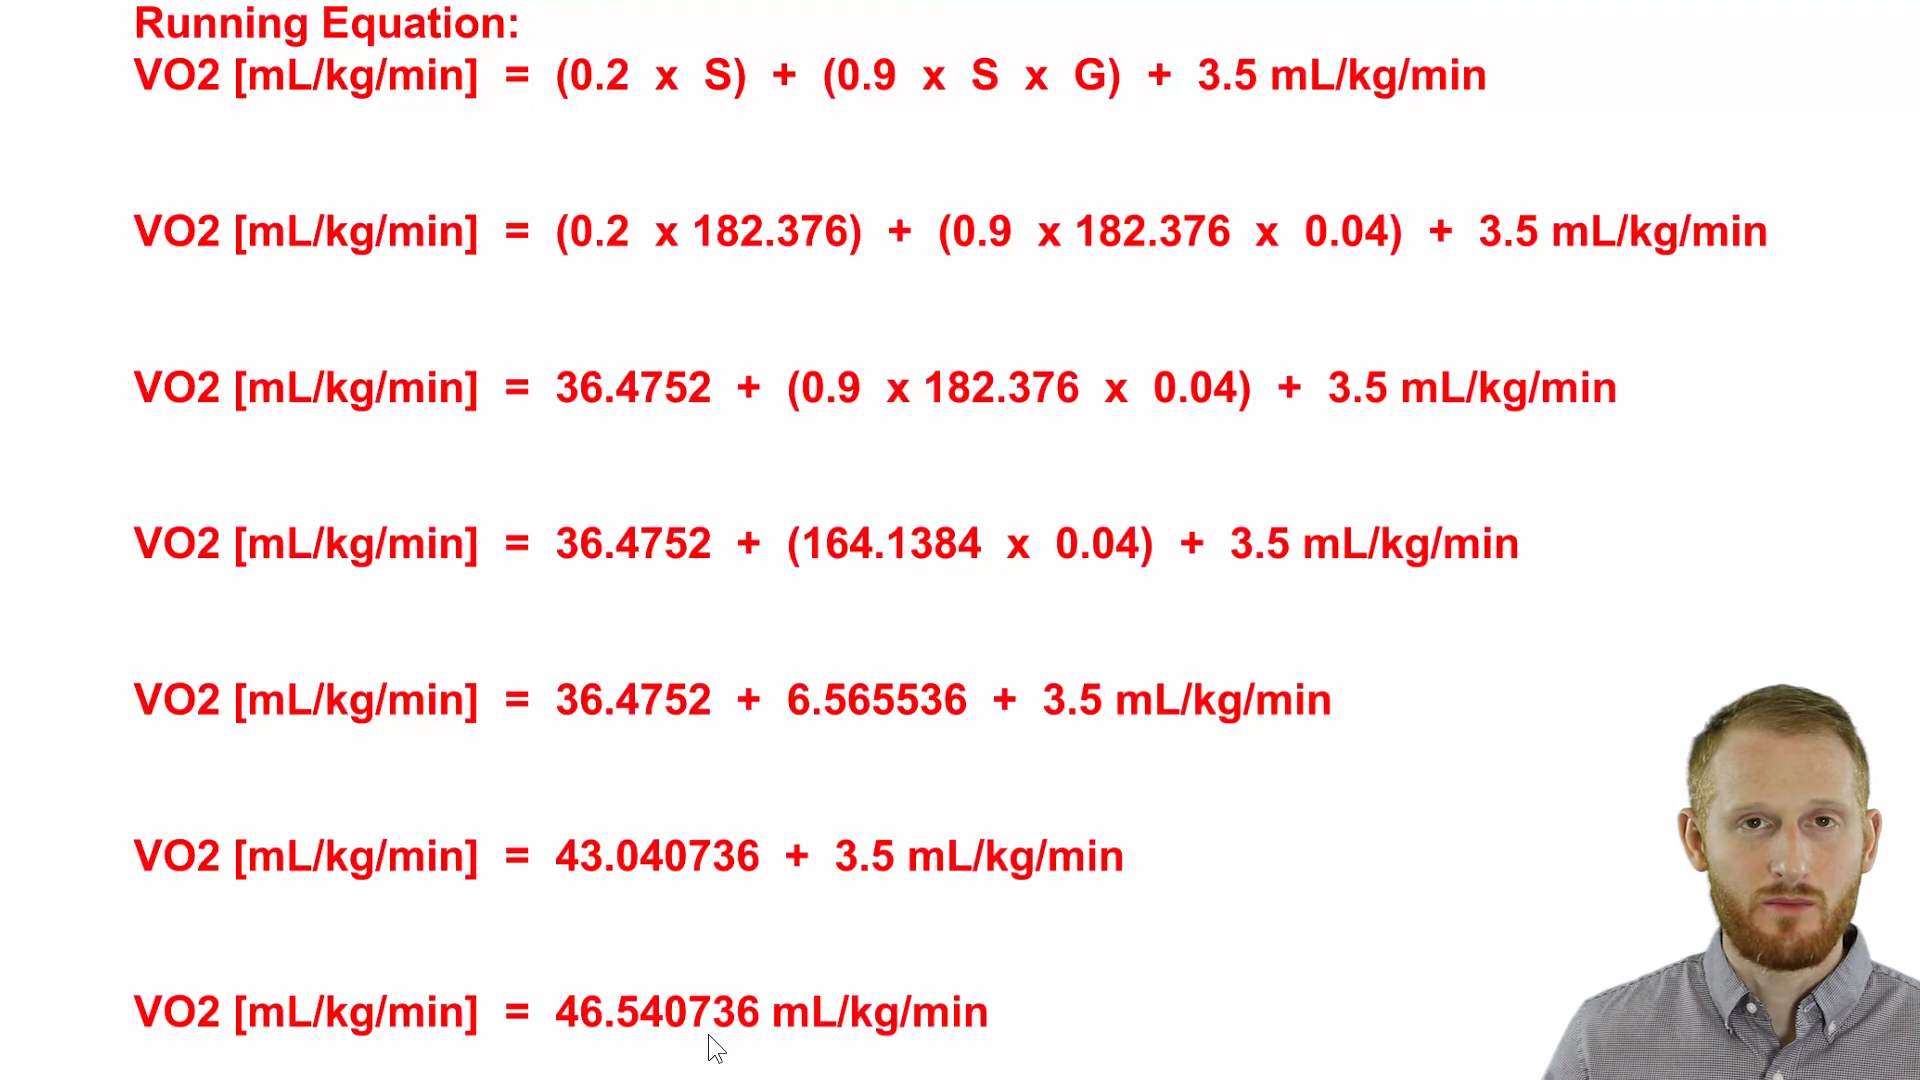 Running Equation:
VO2 [mL/kg/min] = (0.2 x S) + (0.9 x S x G) + 3.5 mL/kg/min
VO2 [mL/kg/min] = (0.2 x 182.376) + (0.9 x 182.376 x 0.04) + 3.5 mL/kg/min
VO2 [mL/kg/min] = 36.4752 + (0.9 x 182.376 x 0.04) + 3.5 mL/kg/min
VO2 [mL/kg/min] = 36.4752 + (164.1384 x 0.04) + 3.5 mL/kg/min
VO2 [mL/kg/min] = 36.4752 + 6.565536 + 3.5 mL/kg/min
VO2 [mL/kg/min] = 43.040736 + 3.5 mL/kg/min
VO2 [mL/kg/min] = 46.540736 mL/kg/min